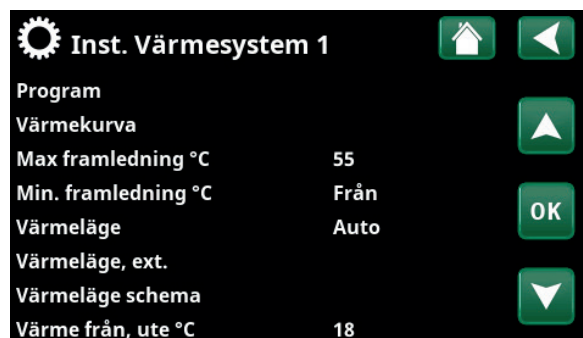 Inst. Värmesystem 1
Program
Värmekurva
Max framledning °C 55
Min. framledning °C Från
Värmeläge Auto
OK
Värmeläge, ext.
Värmeläge schema
Värme från, ute °C 18